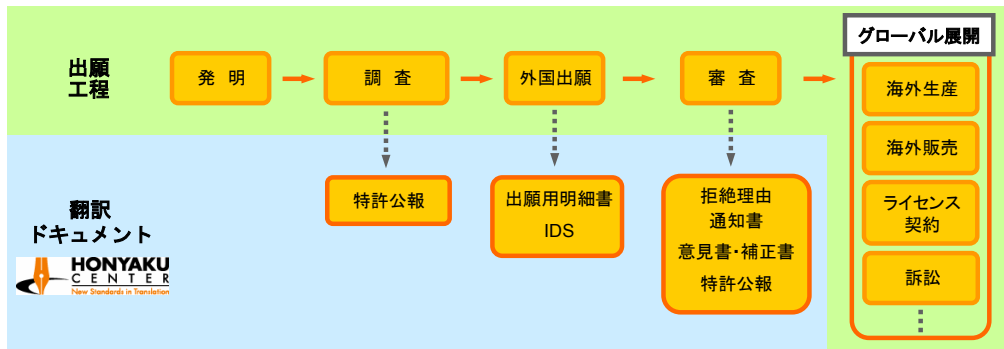 グローバル展開
出願
工程
発 明
調 査
外国出願
審 査
海外生産
海外販売
ライセンス
契約
訴訟
翻訳
ドキュメント
HONYAKU
CENTER
New Standards in Translation
特許公報
出願用明細書
IDS
拒絶理由
通知書
意見書・補正書
特許公報